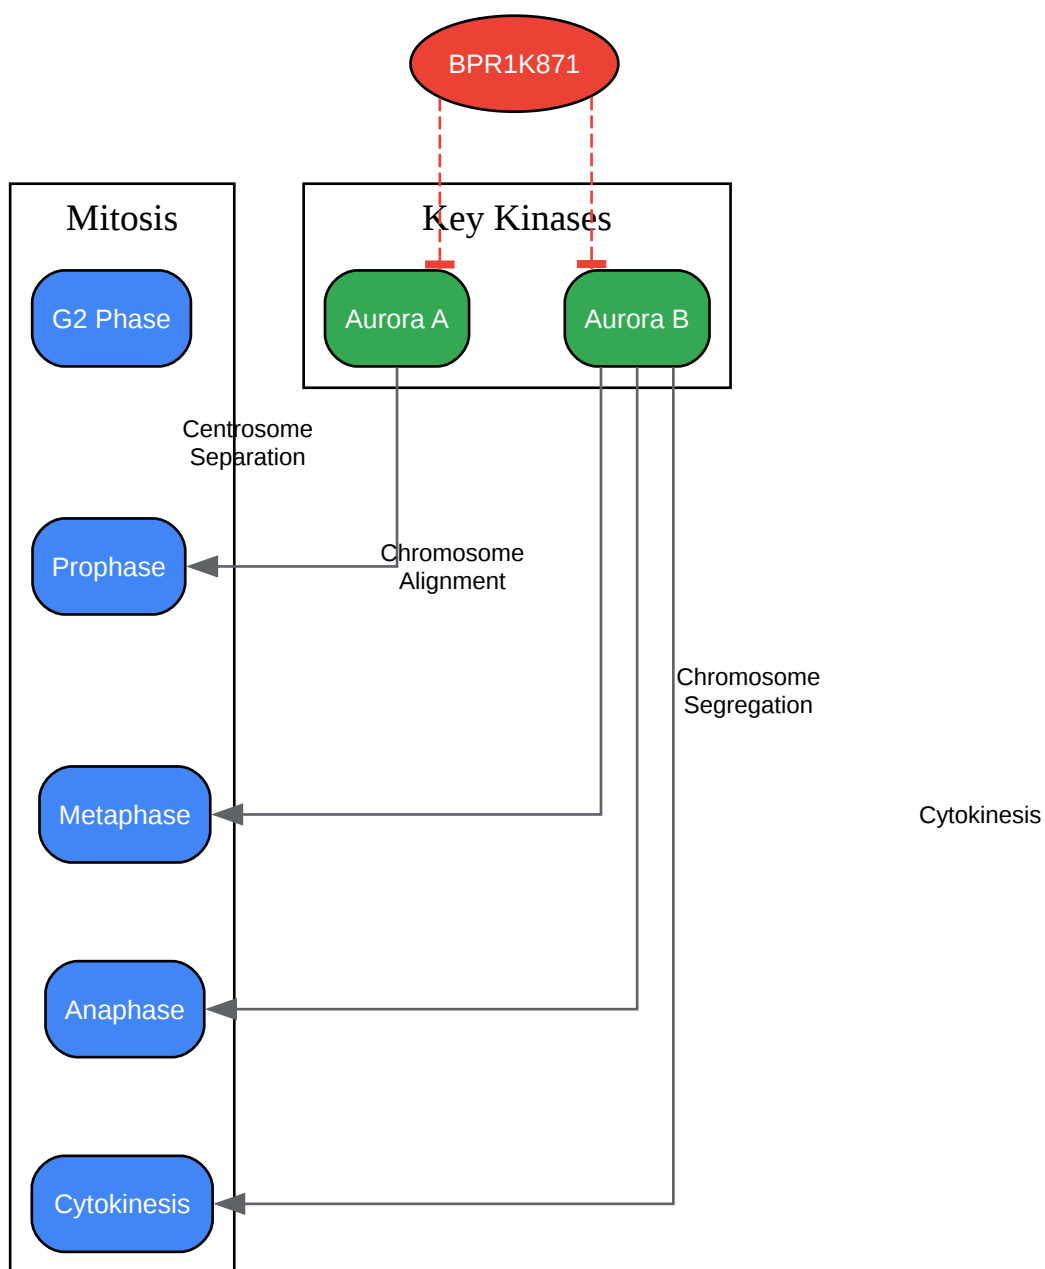 BPR1K871
Mitosis
Key Kinases
G2 Phase
Aurora A
Aurora B
Centrosome
Separation
Prophase
Chromosome
Alignment
Chromosome
Segregation
Metaphase
Cytokinesis
Anaphase
Cytokinesis